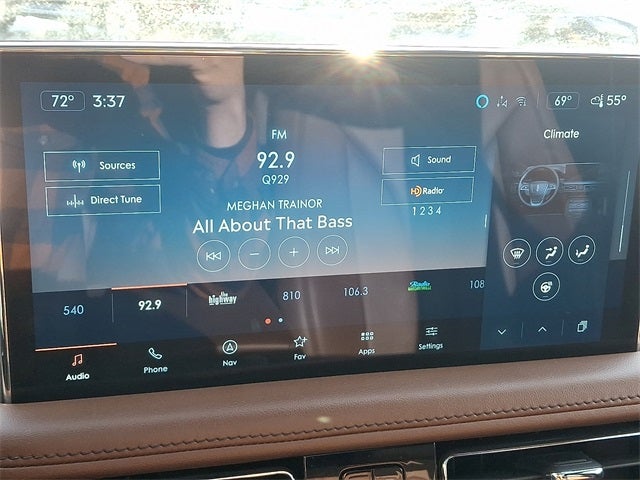 72° 3:37 69° 55°
FM
Climate
Sources
92.9
Sound
Q929
Direct Tune
HD Radio
MEGHAN TRAINOR
1 2 3 4
All About That Bass
540
92.9
the highway
810
106.3
Radio
108
Audio
Phone
Nav
Fav
Apps
Settings